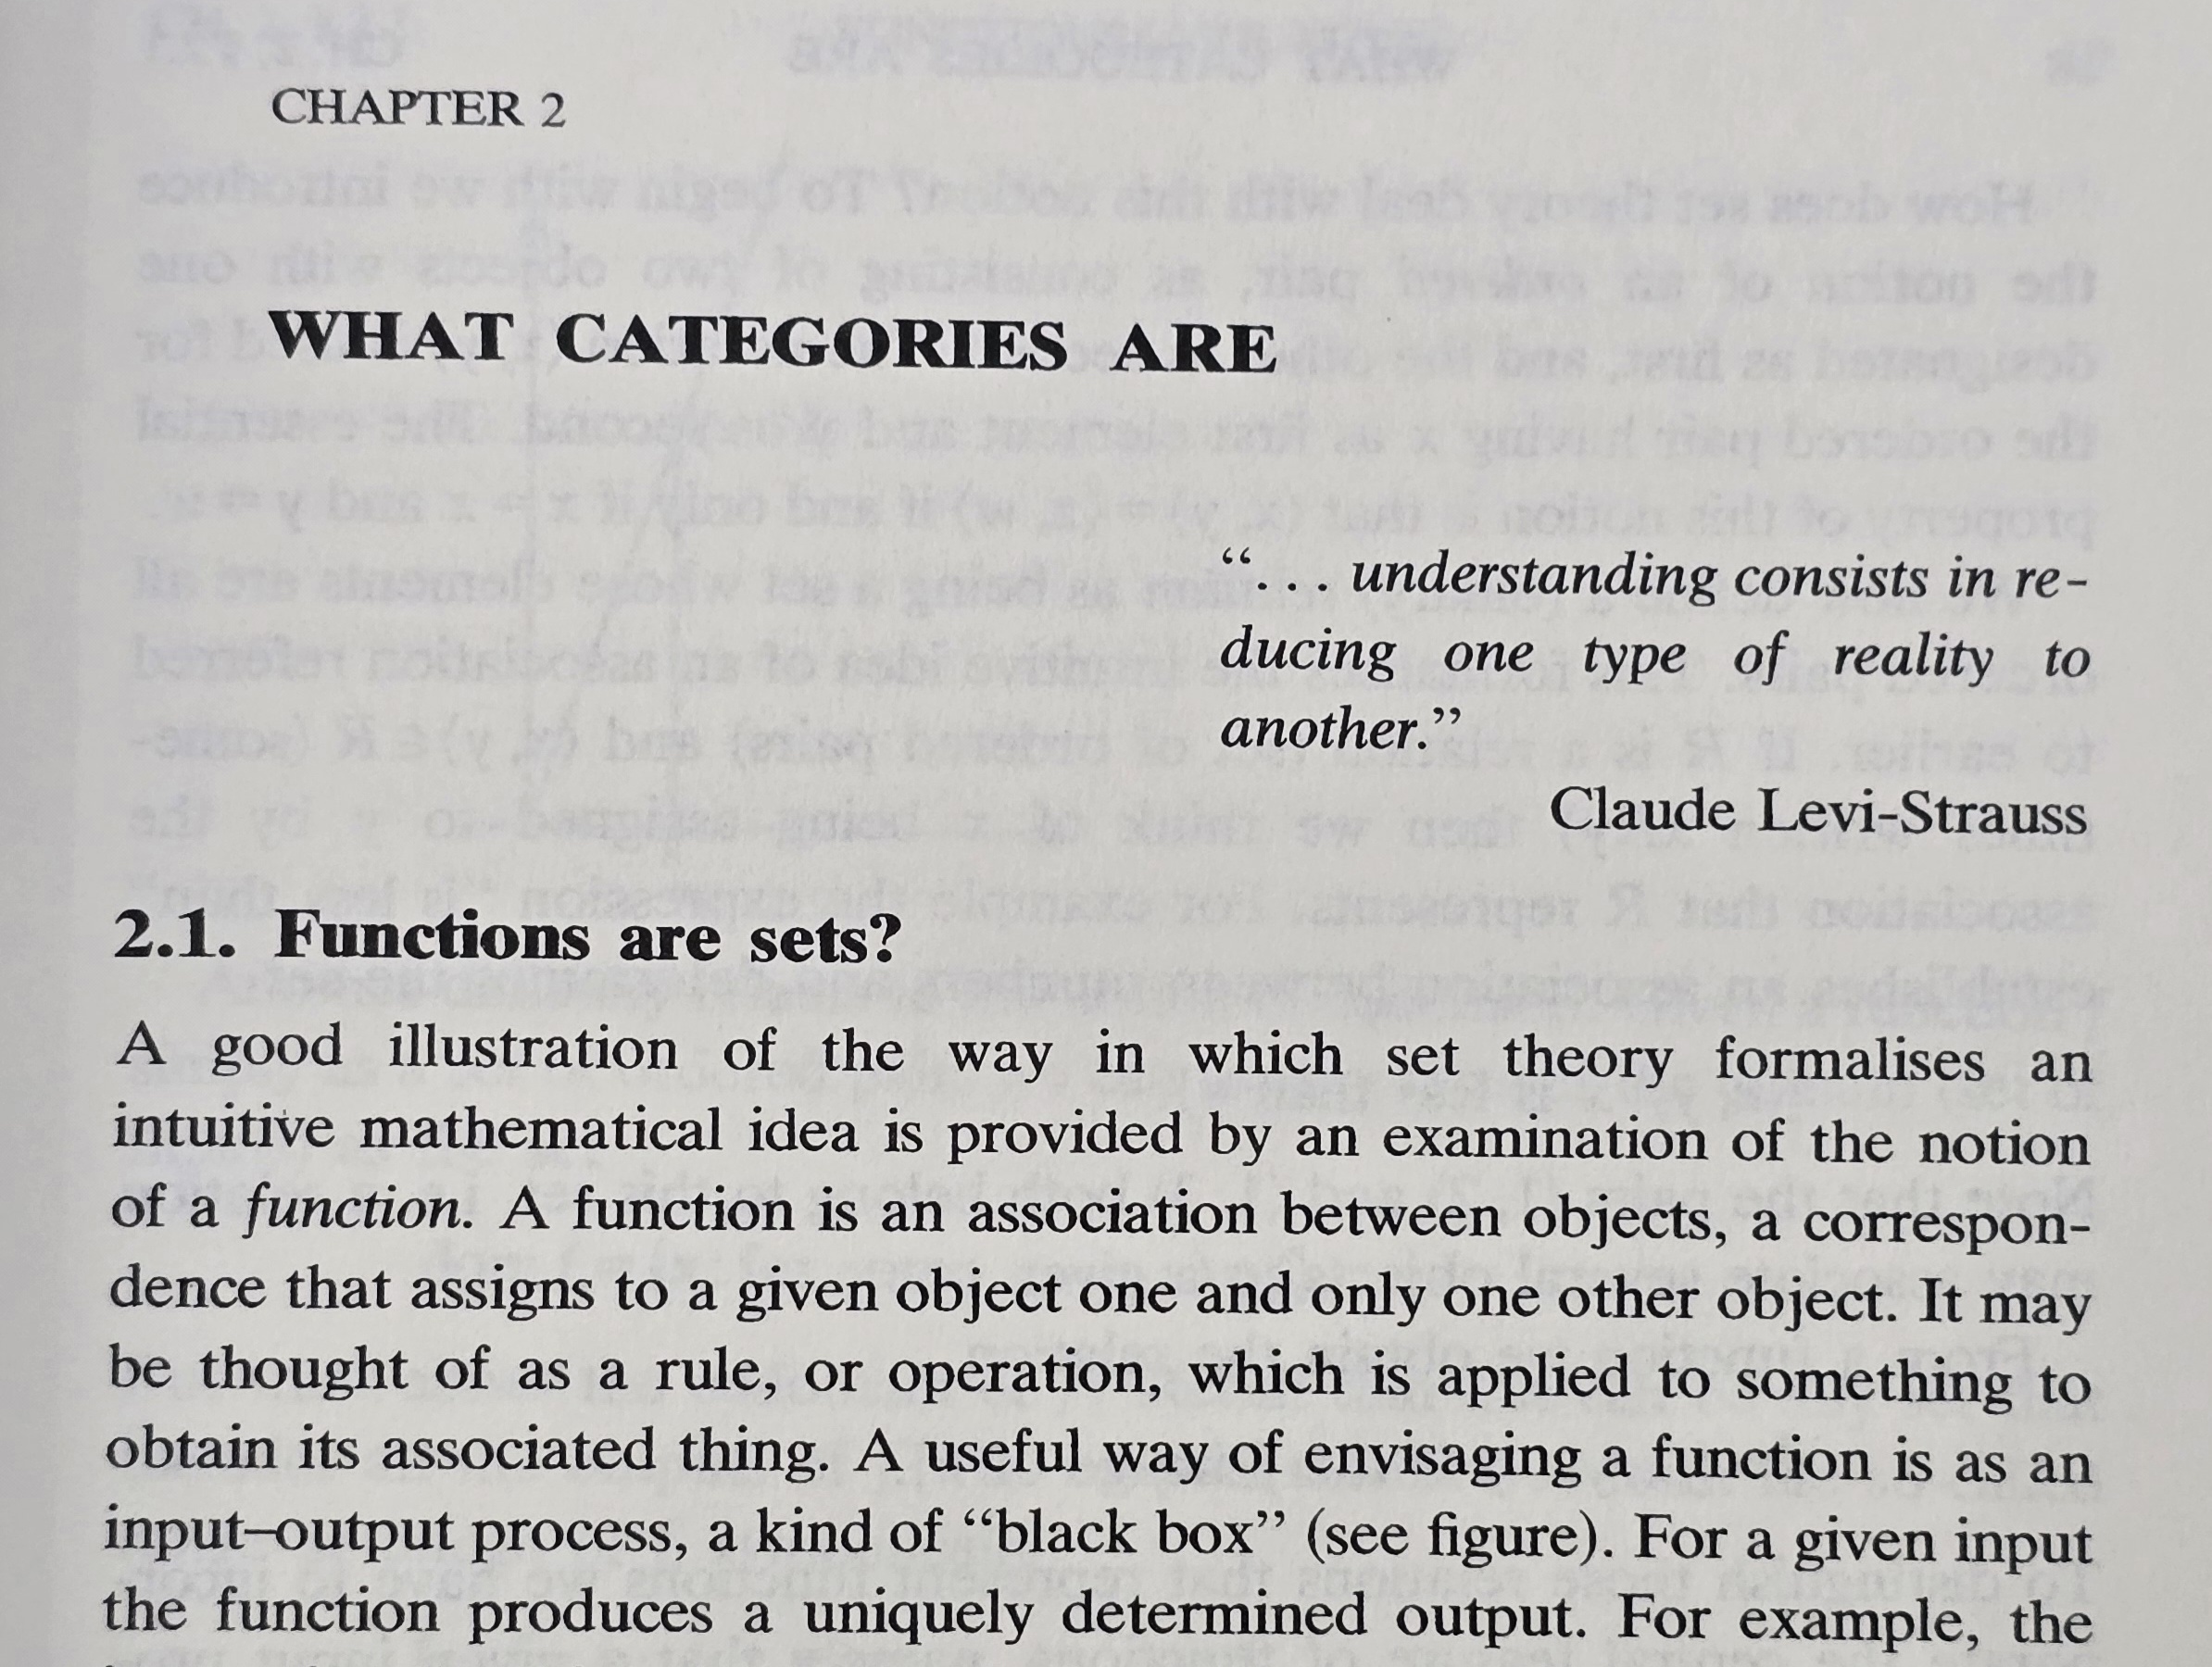 CHAPTER 2
WHAT CATEGORIES ARE
“. . . understanding consists in re-
ducing one type of reality to
another.”
Claude Levi-Strauss
2.1. Functions are sets?
A good illustration of the way in which set theory formalises an
intuitive mathematical idea is provided by an examination of the notion
of a function. A function is an association between objects, a correspon-
dence that assigns to a given object one and only one other object. It may
be thought of as a rule, or operation, which is applied to something to
obtain its associated thing. A useful way of envisaging a function is as an
input–output process, a kind of “black box” (see figure). For a given input
the function produces a uniquely determined output. For example, the